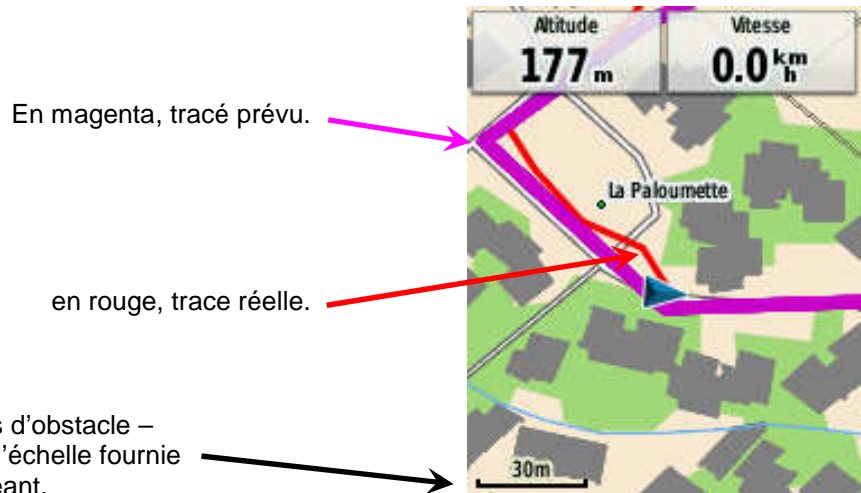 Altitude
177 m
Vitesse
0.0 km h
En magenta, tracé prévu.
La Paloumette
en rouge, trace réelle.
d'obstacle –
l'échelle fournie
30m